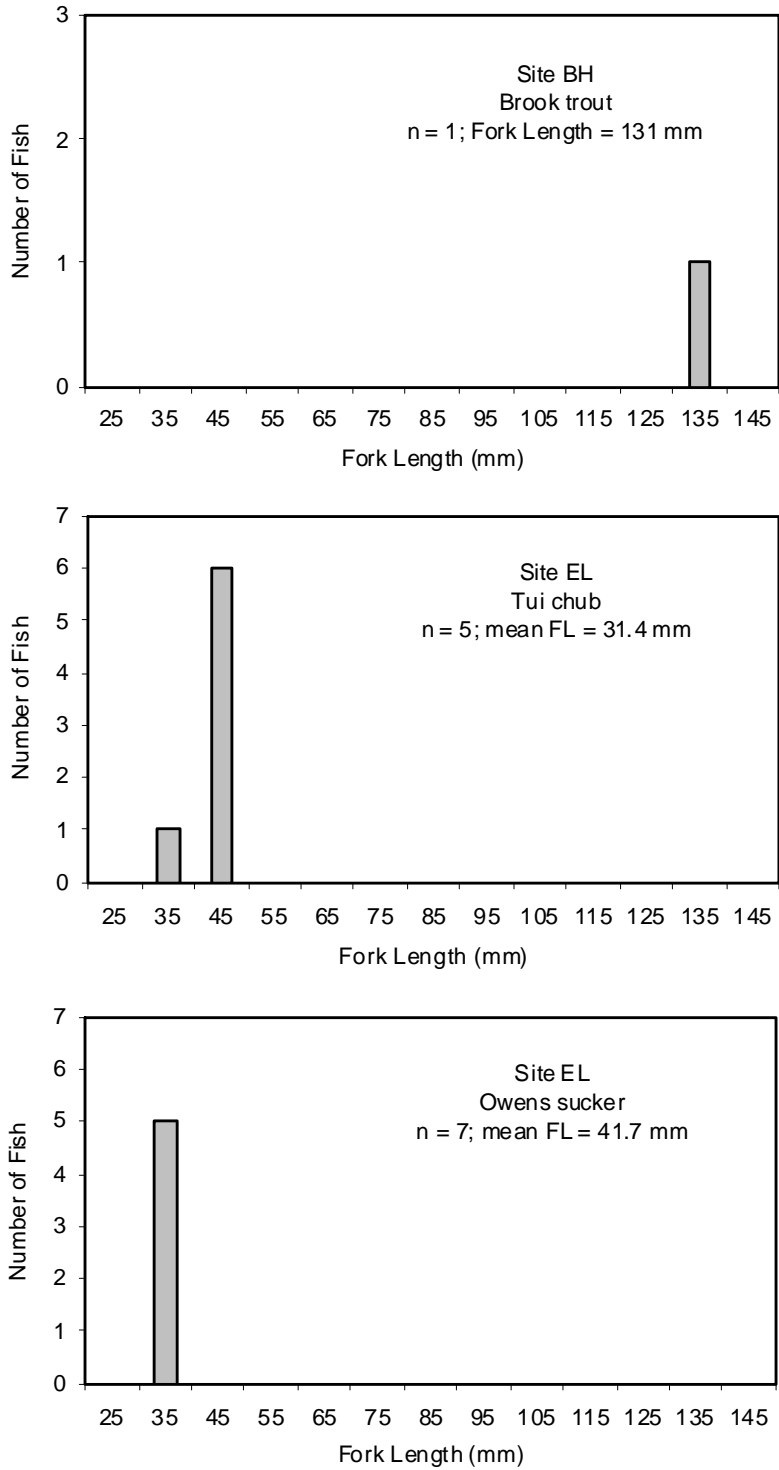 3
2
1
0
Number of Fish
Site BH
Brook trout
n = 1; Fork Length = 131 mm
25 35 45 55 65 75 85 95 105 115 125 135 145
Fork Length (mm)
7
6
5
4
3
2
1
0
Number of Fish
Site EL
Tui chub
n = 5; mean FL = 31.4 mm
25 35 45 55 65 75 85 95 105 115 125 135 145
Fork Length (mm)
7
6
5
4
3
2
1
0
Number of Fish
Site EL
Owens sucker
n = 7; mean FL = 41.7 mm
25 35 45 55 65 75 85 95 105 115 125 135 145
Fork Length (mm)